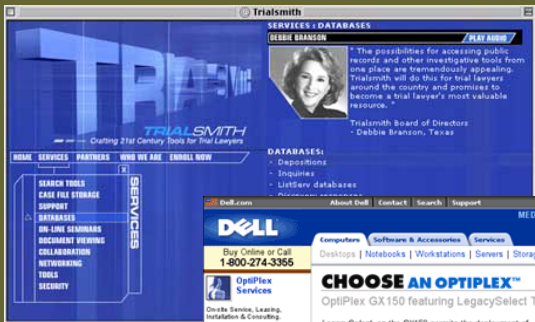 Trialsmith
SERVICES : DATABASES
DEBBIE BRANSON
PLAY AUDIO
" The possibilities for accessing public
records and other investigative tools from
one place are tremendously appealing.
Trialsmith will do this for trial lawyers
around the country and promises to
become a trial lawyer's most valuable
resource. "
Trialsmith Board of Directors
- Debbie Branson, Texas
TRIALSMITH
Crafting 21st Century Tools for Trial Lawyers
HOME SERVICES PARTNERS WHO WE ARE ENROLL NOW
X
SERVICES
SEARCH TOOLS
CASE FILE STORAGE
SUPPORT
DATABASES
ON-LINE SEMINARS
DOCUMENT VIEWING
COLLABORATION
NETWORKING
TOOLS
SECURITY
DATABASES:
- Depositions
- Inquiries
- ListServ databases
Dell.com
About Dell | Contact | Search | Support
DELL
MED
Buy Online or Call
1-800-274-3355
Computers
Software & Accessories
Services
Desktops | Notebooks | Workstations | Servers | Storag
OptiPlex
Services
On-site Service, Leasing,
Installation & Consulting.
CHOOSE AN OPTIPLEX™
OptiPlex GX150 featuring LegacySelect T